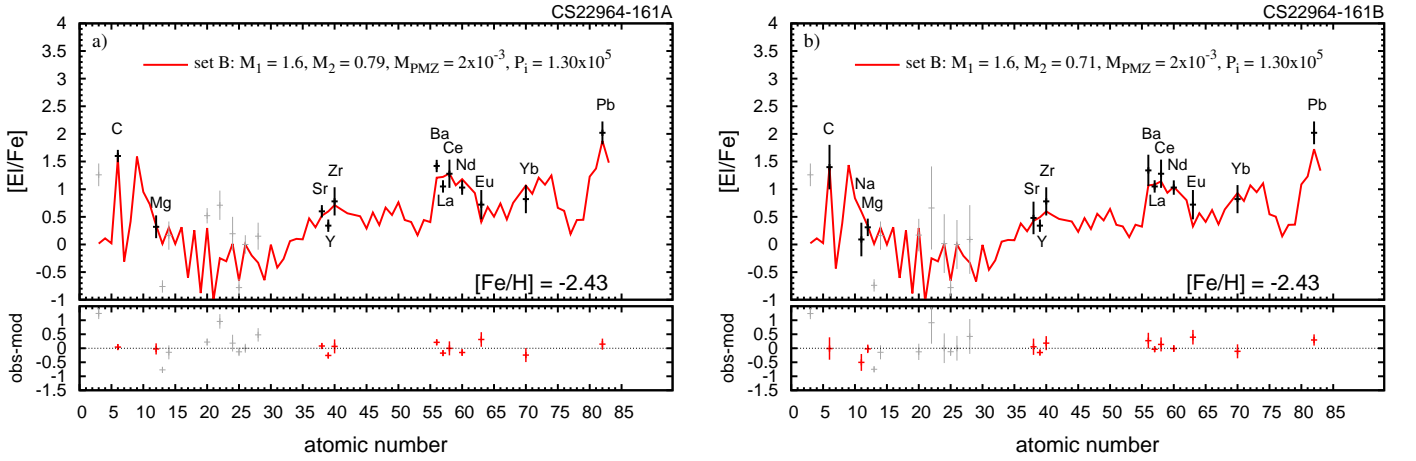 CS22964-161A
a)
set B: M1 = 1.6, M2 = 0.79, MPMZ = 2x10-3, Pi = 1.30x105
[El/Fe]
4
3.5
3
2.5
2
1.5
1
0.5
0
-0.5
-1
C
Mg
Sr
Y
Zr
Ba
La
Ce
Nd
Eu
Yb
Pb
[Fe/H] = -2.43
obs-mod
1
0.5
0
-0.5
-1
-1.5
0 5 10 15 20 25 30 35 40 45 50 55 60 65 70 75 80 85
atomic number
CS22964-161B
b)
set B: M1 = 1.6, M2 = 0.71, MPMZ = 2x10-3, Pi = 1.30x105
[El/Fe]
4
3.5
3
2.5
2
1.5
1
0.5
0
-0.5
-1
C
Na
Mg
Sr
Y
Zr
Ba
La
Ce
Nd
Eu
Yb
Pb
[Fe/H] = -2.43
obs-mod
1
0.5
0
-0.5
-1
-1.5
0 5 10 15 20 25 30 35 40 45 50 55 60 65 70 75 80 85
atomic number